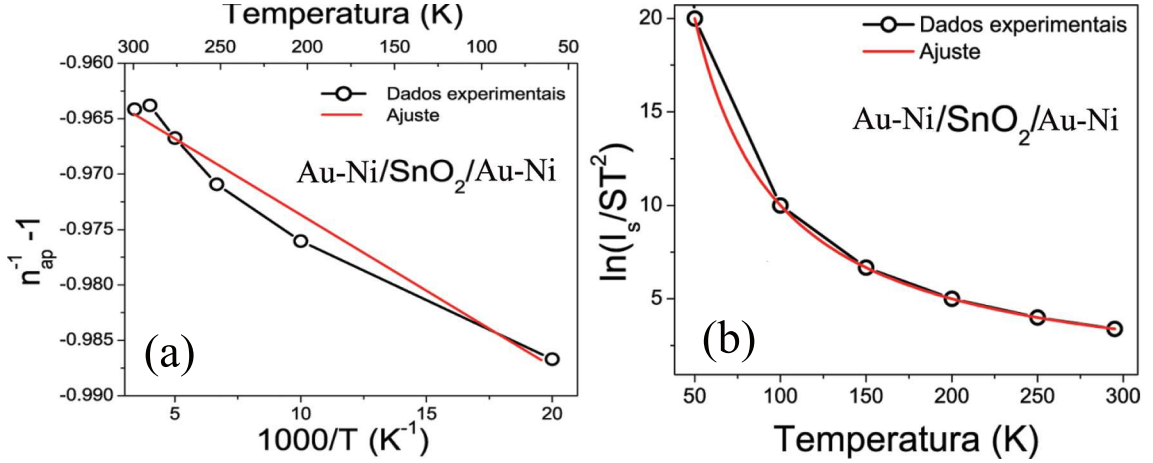 Temperatura (K)
300 250 200 150 100 50
-0.960
-0.965
-0.970
-0.975
-0.980
-0.985
-0.990
n⁻¹ap -1
Dados experimentais
Ajuste
Au-Ni/SnO₂/Au-Ni
(a)
5 10 15 20
1000/T (K⁻¹)
20
15
10
5
ln(Iₛ/ST²)
Dados experimentais
Ajuste
Au-Ni/SnO₂/Au-Ni
(b)
50 100 150 200 250 300
Temperatura (K)